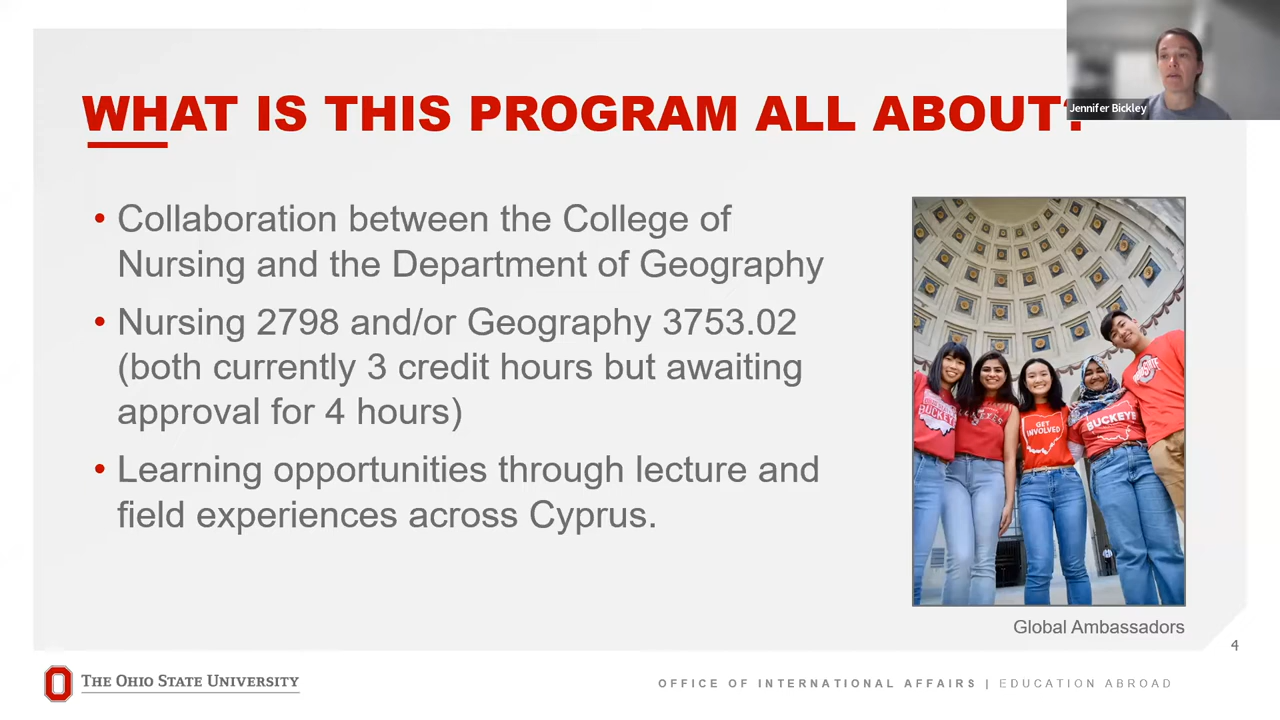 WHAT IS THIS PROGRAM ALL ABOUT?
Jennifer Bickley
• Collaboration between the College of
Nursing and the Department of Geography
• Nursing 2798 and/or Geography 3753.02
(both currently 3 credit hours but awaiting
approval for 4 hours)
• Learning opportunities through lecture and
field experiences across Cyprus.
GET
INVOLVED
BUCKEYE
Global Ambassadors
4
THE OHIO STATE UNIVERSITY
OFFICE OF INTERNATIONAL AFFAIRS | EDUCATION ABROAD